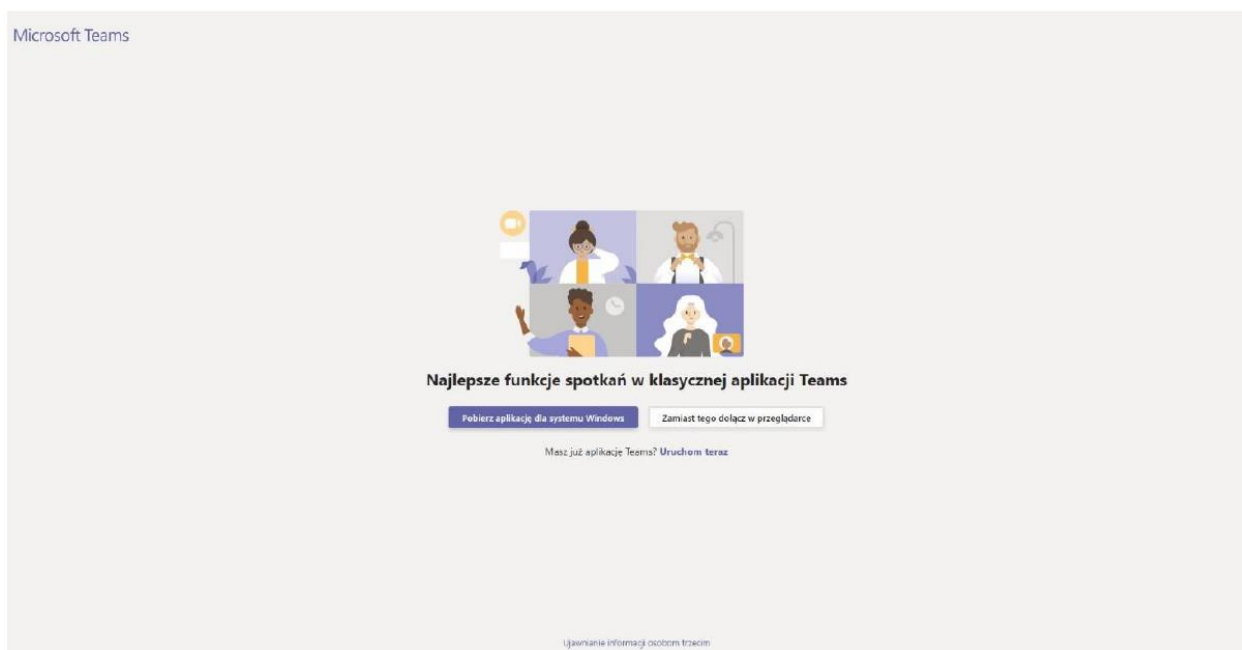 Microsoft Teams
Najlepsze funkcje spotkań w klasycznej aplikacji Teams
Pobierz aplikację dla systemu Windows
Zamiast tego dołącz w przeglądarce
Masz już aplikację Teams? Uruchom teraz
Ujawnianie informacji osobom trzecim